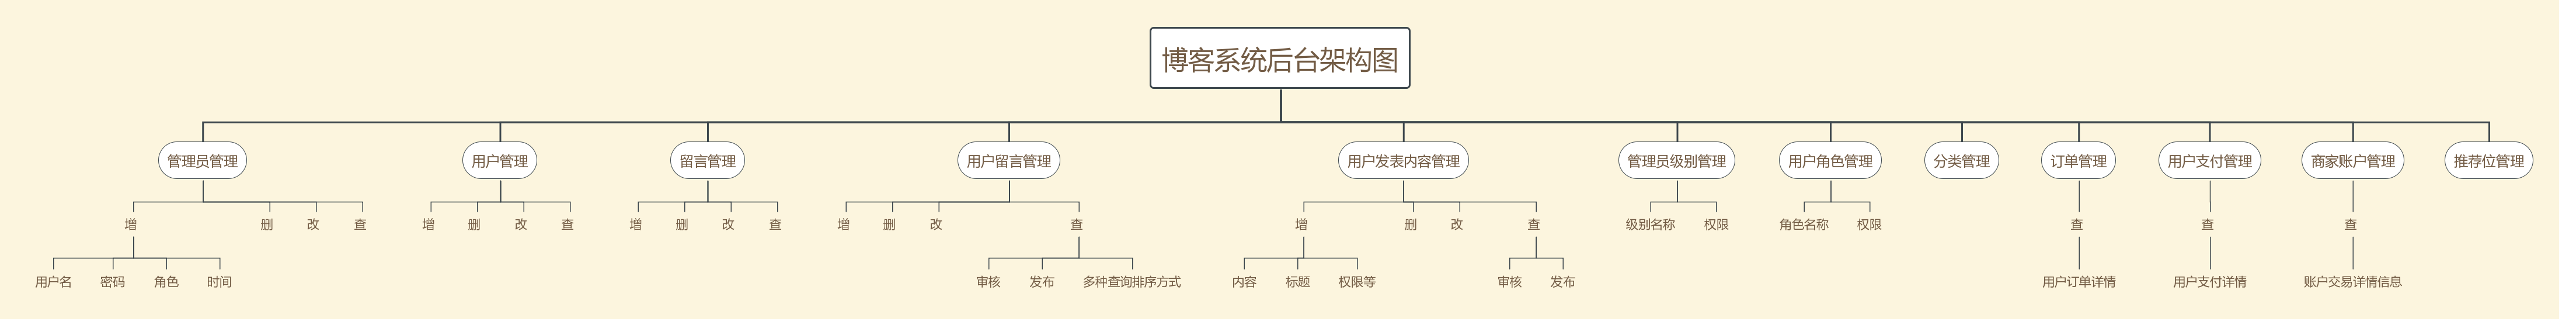 博客系统后台架构图
管理员管理 用户管理 留言管理 用户留言管理 用户发表内容管理 管理员级别管理 用户角色管理 分类管理 订单管理 用户支付管理 商家账户管理 推荐位管理
增 删 改 查 增 删 改 查 增 删 改 查 增 删 改 查 增 删 改 查 级别名称 权限 角色名称 权限 查 查 查
用户名 密码 角色 时间 审核 发布 多种查询排序方式 内容 标题 权限等 审核 发布 用户订单详情 用户支付详情 账户交易详情信息